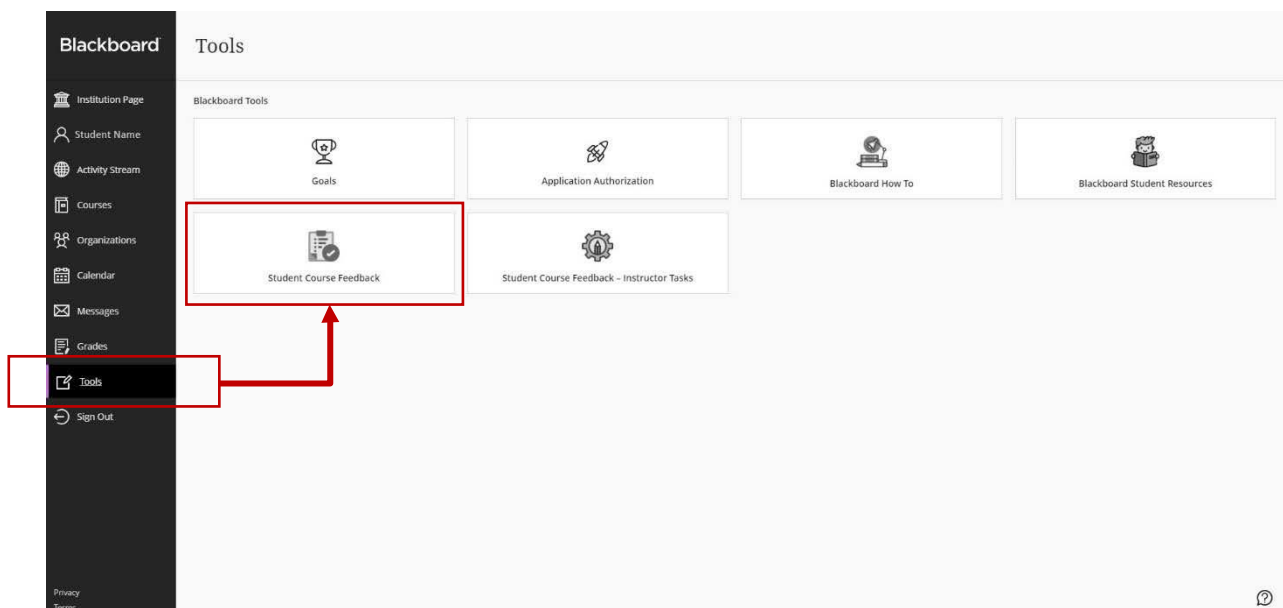 Blackboard
Tools
Institution Page
Student Name
Activity Stream
Courses
Organizations
Calendar
Messages
Grades
Tools
Sign Out
Privacy
Terms
Blackboard Tools
Goals
Application Authorization
Blackboard How To
Blackboard Student Resources
Student Course Feedback
Student Course Feedback – Instructor Tasks